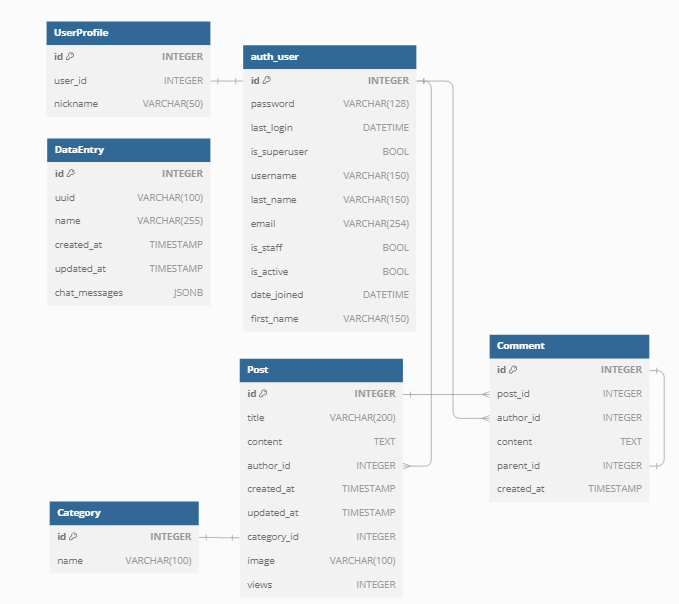 UserProfile
id INTEGER
user_id INTEGER
nickname VARCHAR(50)
DataEntry
id INTEGER
uuid VARCHAR(100)
name VARCHAR(255)
created_at TIMESTAMP
updated_at TIMESTAMP
chat_messages JSONB
auth_user
id INTEGER
password VARCHAR(128)
last_login DATETIME
is_superuser BOOL
username VARCHAR(150)
last_name VARCHAR(150)
email VARCHAR(254)
is_staff BOOL
is_active BOOL
date_joined DATETIME
first_name VARCHAR(150)
Comment
id INTEGER
post_id INTEGER
author_id INTEGER
content TEXT
parent_id INTEGER
created_at TIMESTAMP
Post
id INTEGER
title VARCHAR(200)
content TEXT
author_id INTEGER
created_at TIMESTAMP
updated_at TIMESTAMP
category_id INTEGER
image VARCHAR(100)
views INTEGER
Category
id INTEGER
name VARCHAR(100)